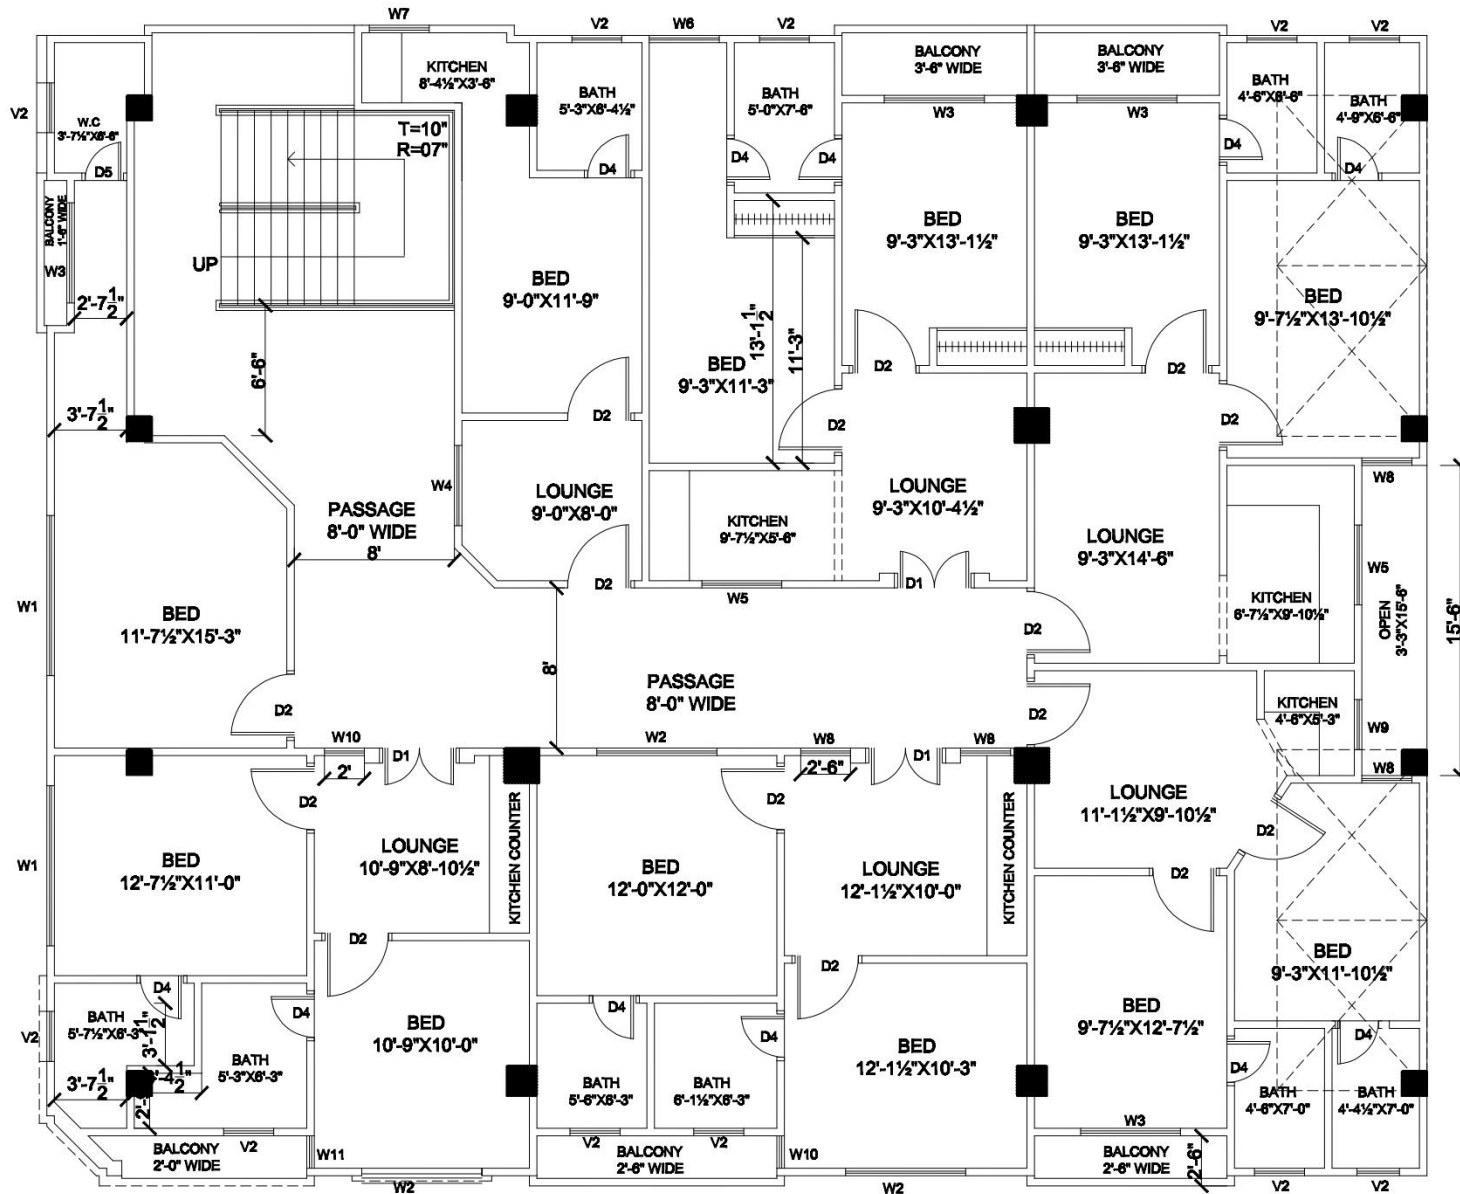 W7
V2
W6
V2
V2
V2
KITCHEN
8'-4½"X3'-6"
BALCONY
3'-6" WIDE
BALCONY
3'-6" WIDE
V2
W.C
3'-7½"X6'-6"
D5
T=10"
R=07"
BATH
5'-3"X6'-4½"
D4
BATH
5'-0"X7'-6"
D4
D4
W3
W3
BATH
4'-6"X6'-6"
BATH
4'-9"X6'-6"
D4
D4
BALCONY
1'-6" WIDE
W3
2'-7½"
UP
BED
9'-0"X11'-9"
BED
9'-3"X13'-1½"
BED
9'-3"X13'-1½"
BED
9'-7½"X13'-10½"
13'-1½"
11'-3"
6'-6"
BED
9'-3"X11'-3"
D2
D2
3'-7½"
D2
D2
D2
W4
LOUNGE
9'-0"X8'-0"
LOUNGE
9'-3"X10'-4½"
W8
PASSAGE
8'-0" WIDE
8'
KITCHEN
9'-7½"X5'-6"
LOUNGE
9'-3"X14'-6"
W5
D2
W5
D1
W1
BED
11'-7½"X15'-3"
KITCHEN
6'-7½"X9'-10½"
OPEN
3'-3"X15'-6"
15'-6"
D2
8'
PASSAGE
8'-0" WIDE
D2
D2
KITCHEN
4'-6"X5'-3"
W9
W10
D1
W2
W8
D1
W8
W8
2'
2'-6"
D2
D2
LOUNGE
11'-1½"X9'-10½"
D2
W1
BED
12'-7½"X11'-0"
LOUNGE
10'-9"X8'-10½"
KITCHEN COUNTER
BED
12'-0"X12'-0"
LOUNGE
12'-1½"X10'-0"
KITCHEN COUNTER
D2
D2
D2
BED
9'-3"X11'-10½"
D4
D4
D4
D4
D4
BATH
5'-7½"X6'-3"
3'-1½"
V2
BATH
5'-3"X6'-3"
BED
10'-9"X10'-0"
BED
9'-7½"X12'-7½"
BED
12'-1½"X10'-3"
D4
3'-7½"
BATH
5'-6"X6'-3"
BATH
6'-1½"X6'-3"
BATH
4'-6"X7'-0"
BATH
4'-4½"X7'-0"
V2
V2
V2
W3
BALCONY
2'-0" WIDE
W11
BALCONY
2'-6" WIDE
W10
BALCONY
2'-6" WIDE
2'-6"
W2
W2
V2
V2